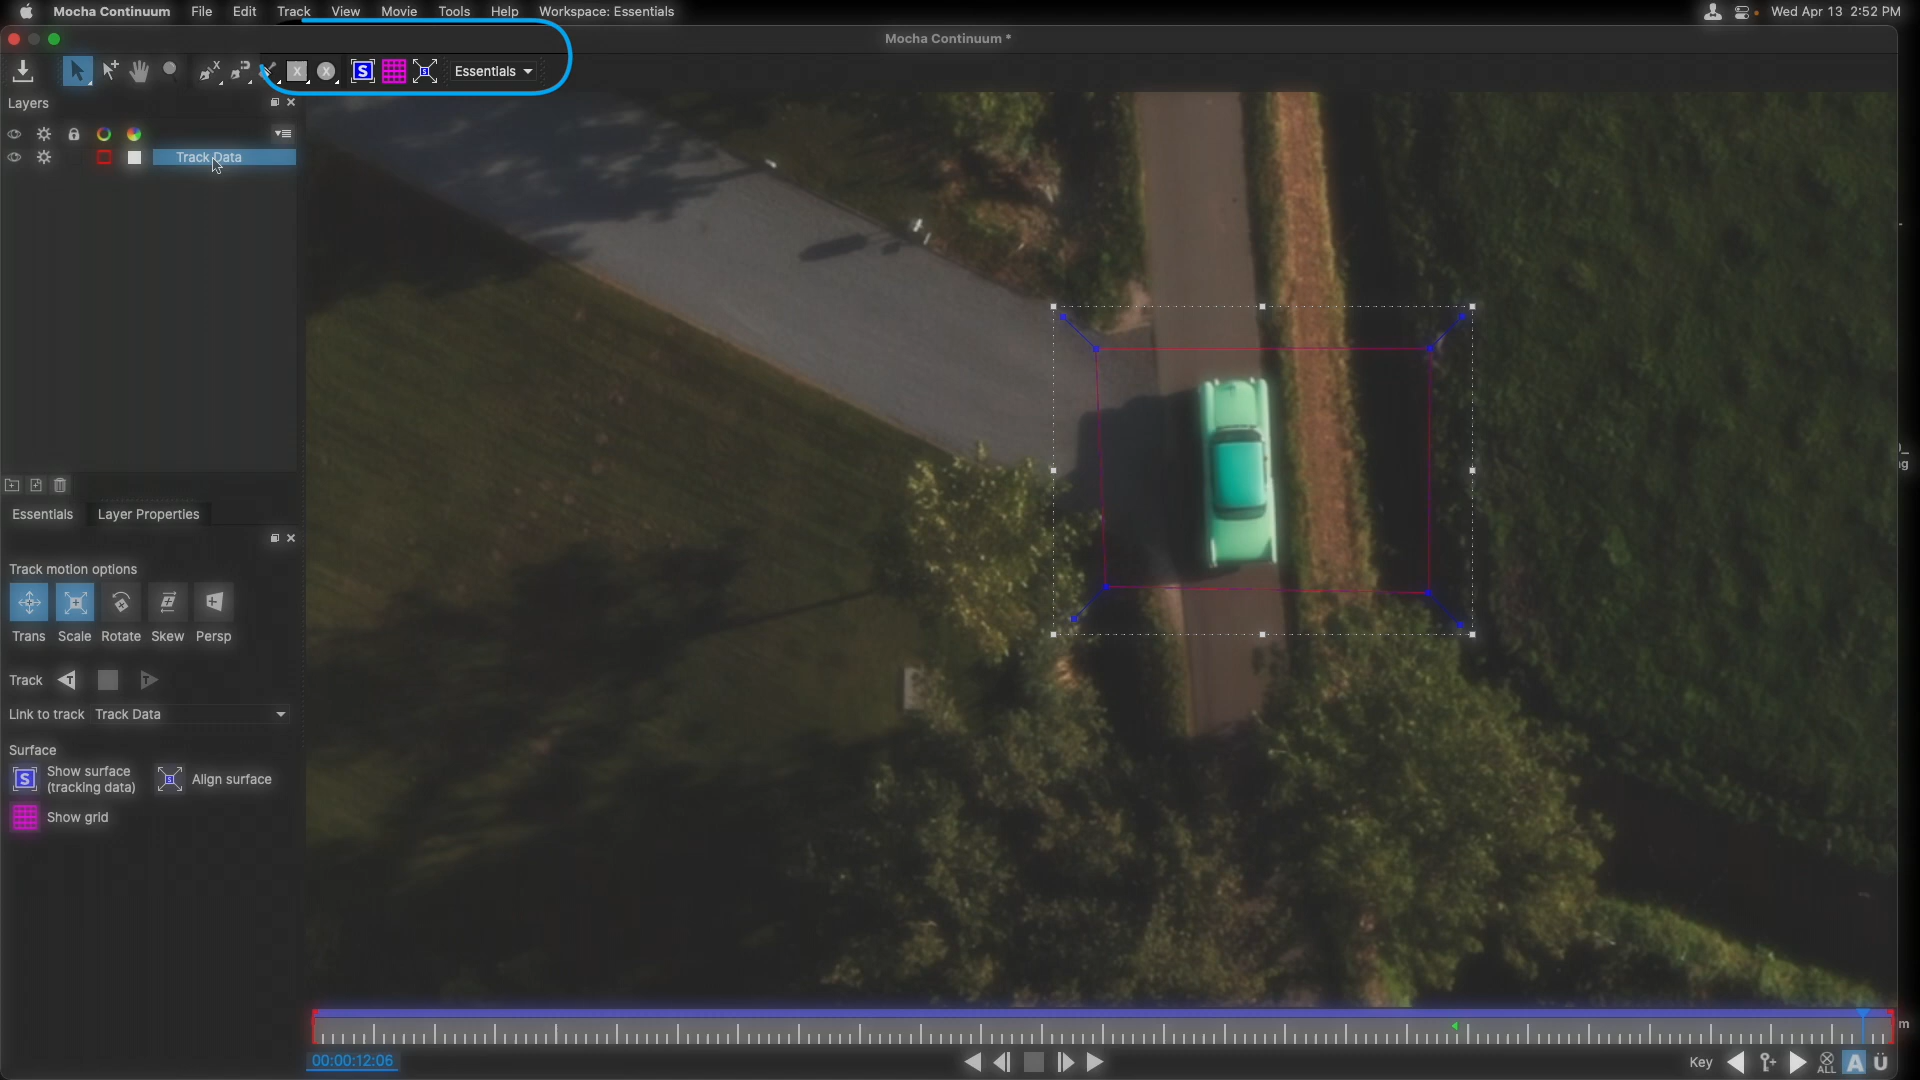 Mocha Continuum File Edit Track View Movie Tools Help Workspace: Essentials Wed Apr 13 2:52 PM
Mocha Continuum *
S S Essentials
Layers
Track Data
Essentials Layer Properties
Track motion options
Trans Scale Rotate Skew Persp
Track T T
Link to track Track Data
Surface
S Show surface (tracking data) S Align surface
Show grid
00:00:12:06 Key ALL A Ü